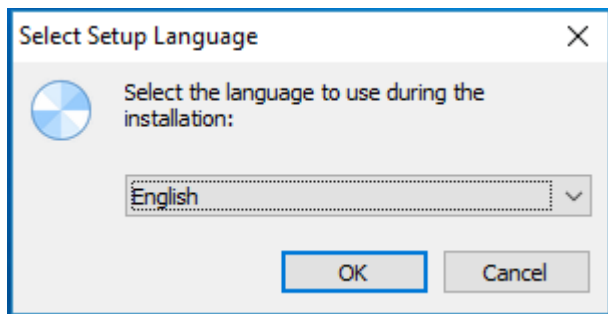 Select Setup Language
Select the language to use during the
installation:
English
OK
Cancel